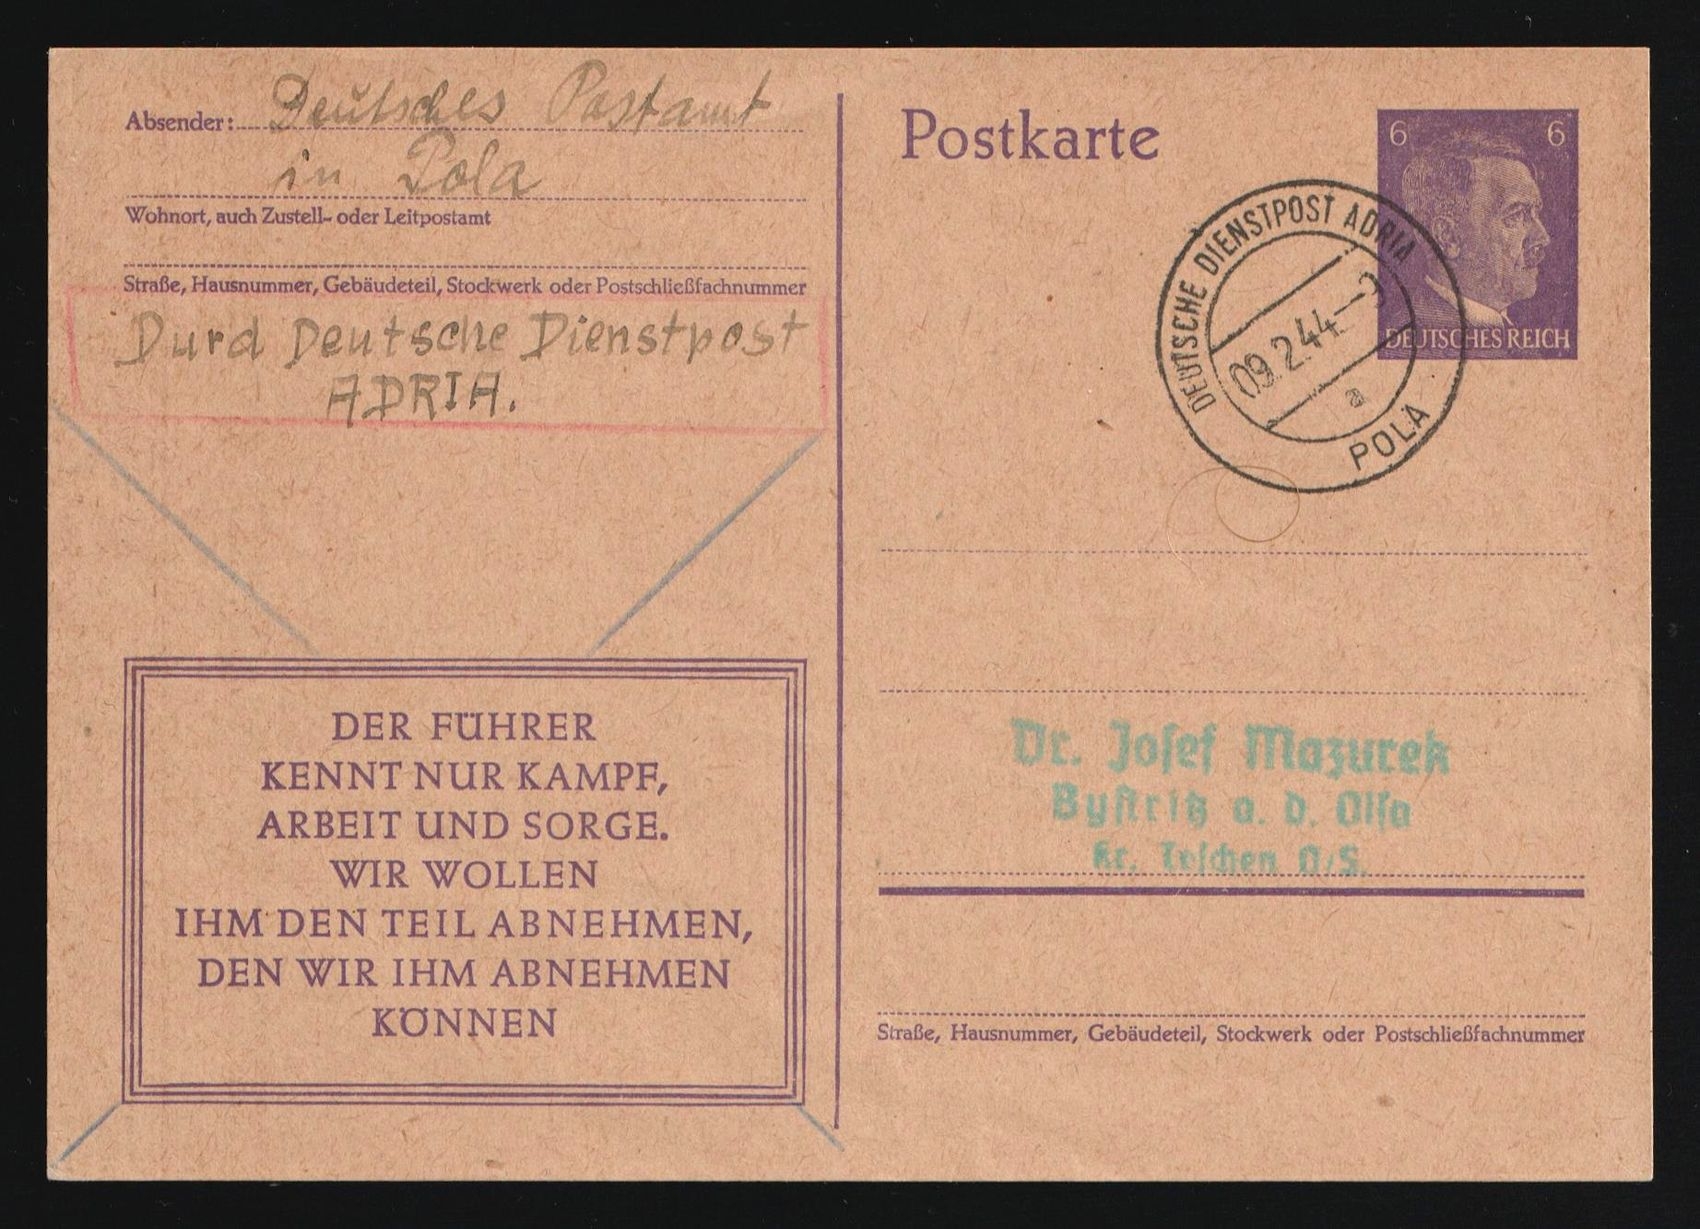 Absender: Deutsches Postamt
in Pola
Wohnort, auch Zustell- oder Leitpostamt
Straße, Hausnummer, Gebäudeteil, Stockwerk oder Postschließfachnummer
Durd Deutsche Dienstpost
ADRIA.
DER FÜHRER
KENNT NUR KAMPF,
ARBEIT UND SORGE.
WIR WOLLEN
IHM DEN TEIL ABNEHMEN,
DEN WIR IHM ABNEHMEN
KÖNNEN
Postkarte
6 6
DEUTSCHES REICH
DEUTSCHE DIENSTPOST ADRIA
09.2.44.
a
POLA
Dr. Josef Mazurek
Bystritz a. d. Olsa
Kr. Teschen O/S.
Straße, Hausnummer, Gebäudeteil, Stockwerk oder Postschließfachnummer